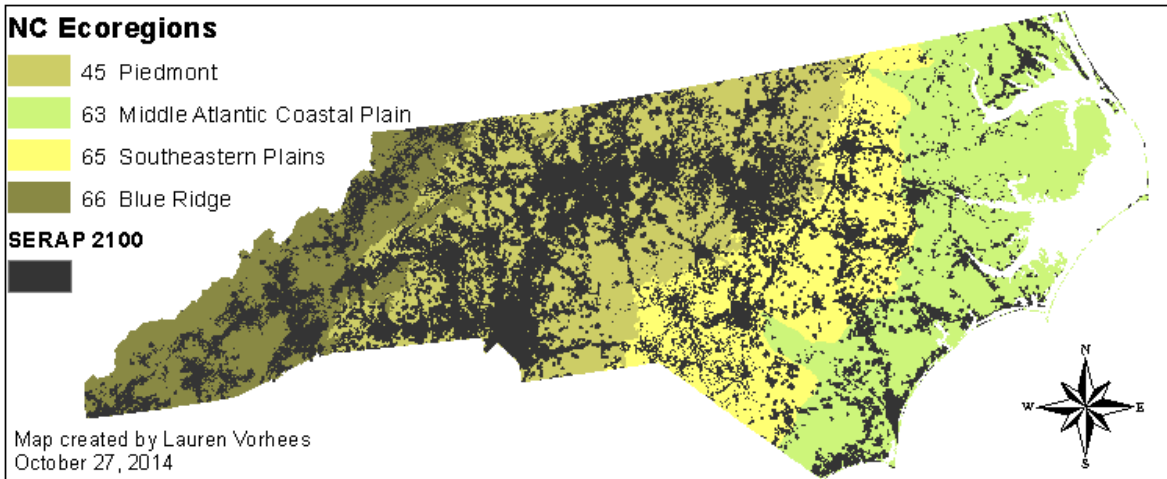 NC Ecoregions
45 Piedmont
63 Middle Atlantic Coastal Plain
65 Southeastern Plains
66 Blue Ridge
SERAP 2100
Map created by Lauren Vorhees
October 27, 2014
N
W E
S